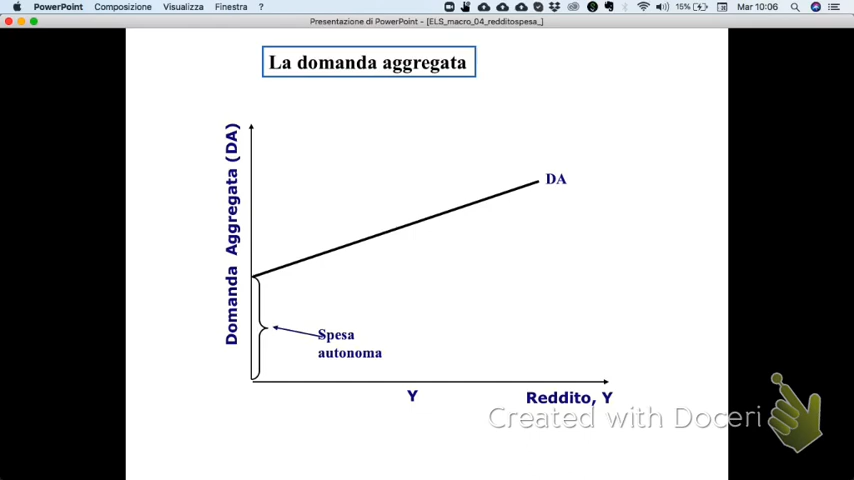 PowerPoint Composizione Visualizza Finestra ? 15% Mar 10:06
Presentazione di PowerPoint - [ELS_macro_04_redditospesa_]
La domanda aggregata
Domanda Aggregata (DA)
DA
Spesa
autonoma
Y
Reddito, Y
Created with Doceri